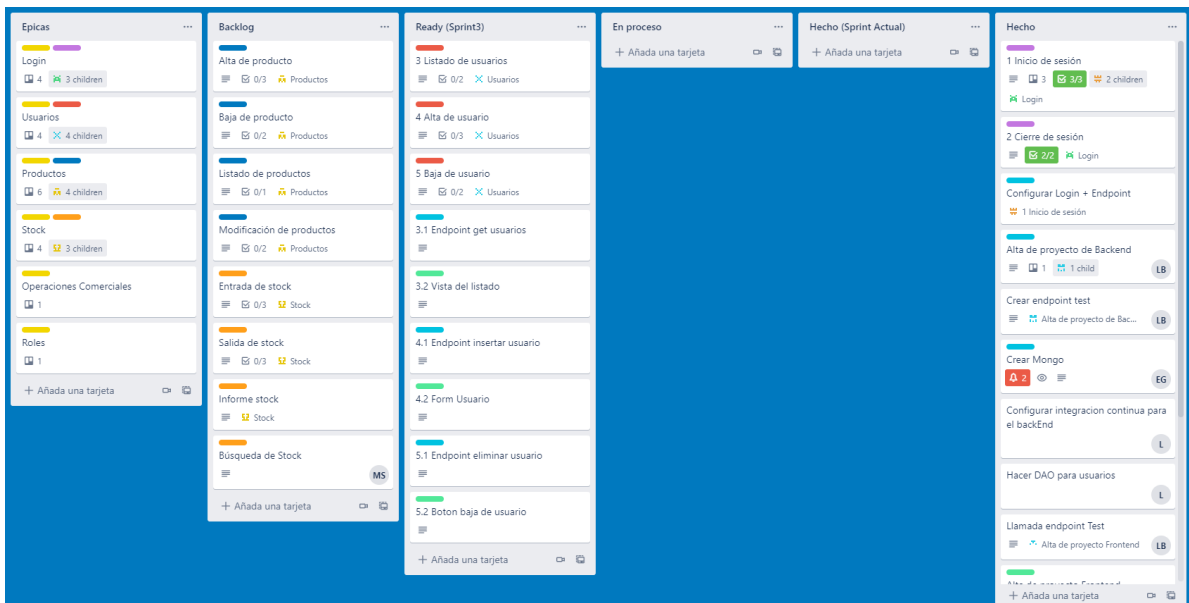 Epicas
Login
4 3 children
Usuarios
4 4 children
Productos
6 4 children
Stock
4 3 children
Operaciones Comerciales
1
Roles
1
+ Añada una tarjeta
Backlog
Alta de producto
0/3 Productos
Baja de producto
0/2 Productos
Listado de productos
0/1 Productos
Modificación de productos
0/2 Productos
Entrada de stock
0/3 Stock
Salida de stock
0/3 Stock
Informe stock
Stock
Búsqueda de Stock
MS
+ Añada una tarjeta
Ready (Sprint3)
3 Listado de usuarios
0/2 Usuarios
4 Alta de usuario
0/3 Usuarios
5 Baja de usuario
0/2 Usuarios
3.1 Endpoint get usuarios
3.2 Vista del listado
4.1 Endpoint insertar usuario
4.2 Form Usuario
5.1 Endpoint eliminar usuario
5.2 Boton baja de usuario
+ Añada una tarjeta
En proceso
+ Añada una tarjeta
Hecho (Sprint Actual)
+ Añada una tarjeta
Hecho
1 Inicio de sesión
3 3/3 2 children
Login
2 Cierre de sesión
2/2 Login
Configurar Login + Endpoint
1 Inicio de sesión
Alta de proyecto de Backend
1 1 child LB
Crear endpoint test
Alta de proyecto de Bac... LB
Crear Mongo
2 EG
Configurar integracion continua para
el backEnd
L
Hacer DAO para usuarios
L
Llamada endpoint Test
Alta de proyecto Frontend LB
Alta de proyecto Frontend
+ Añada una tarjeta